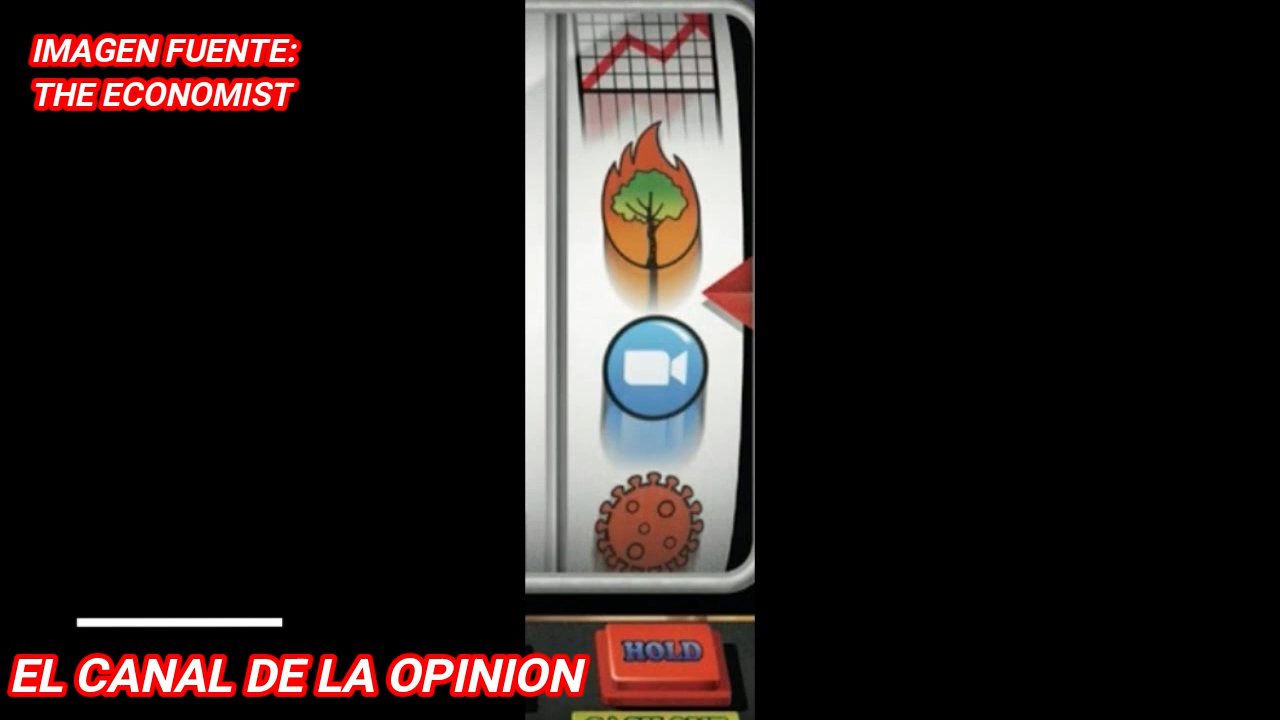 IMAGEN FUENTE:
THE ECONOMIST
HOLD
EL CANAL DE LA OPINION